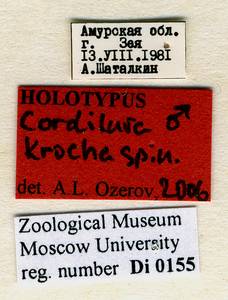 Амурская обл.
г. Зея
13.VIII.1981
А.Шаталкин
HOLOTYPUS
Cordilura ♂
krocha sp.n.
det. A.L. Ozerov, 2006
Zoological Museum
Moscow University
reg. number Di 0155